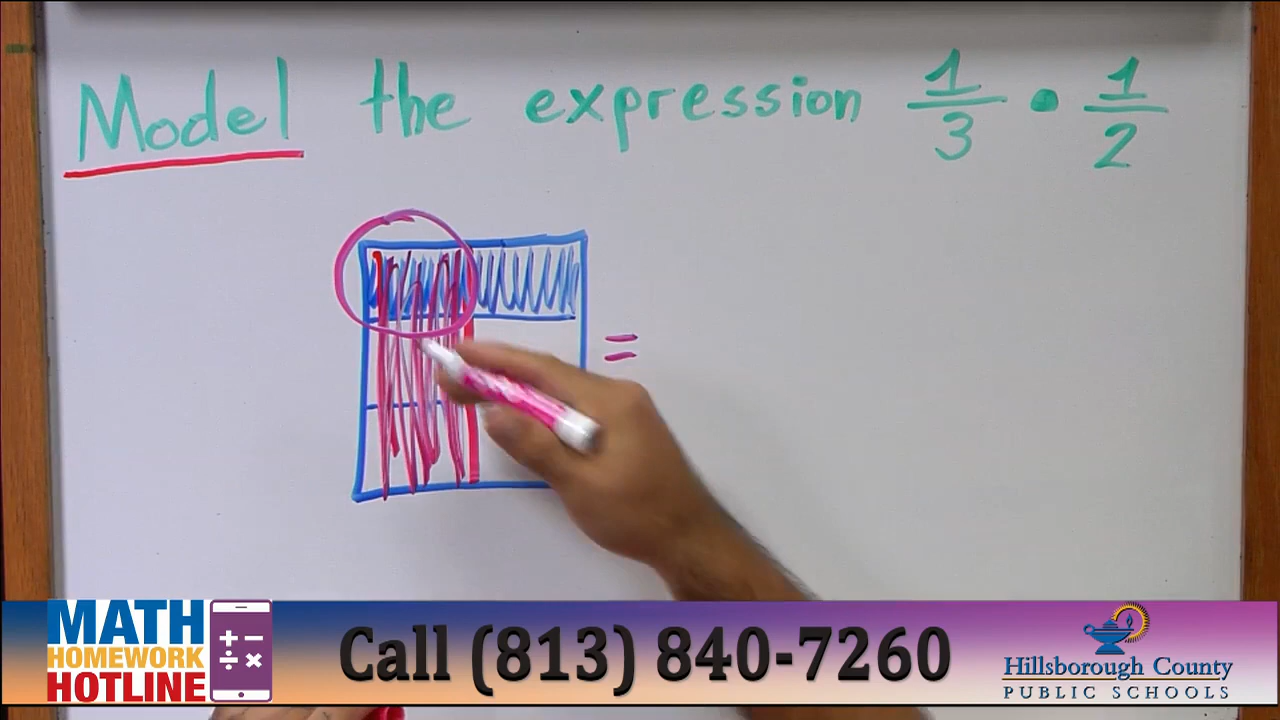 Model the expression 1/3 • 1/2
=
MATH
HOMEWORK
HOTLINE
+ − ÷ ×
Call (813) 840-7260
Hillsborough County
PUBLIC SCHOOLS